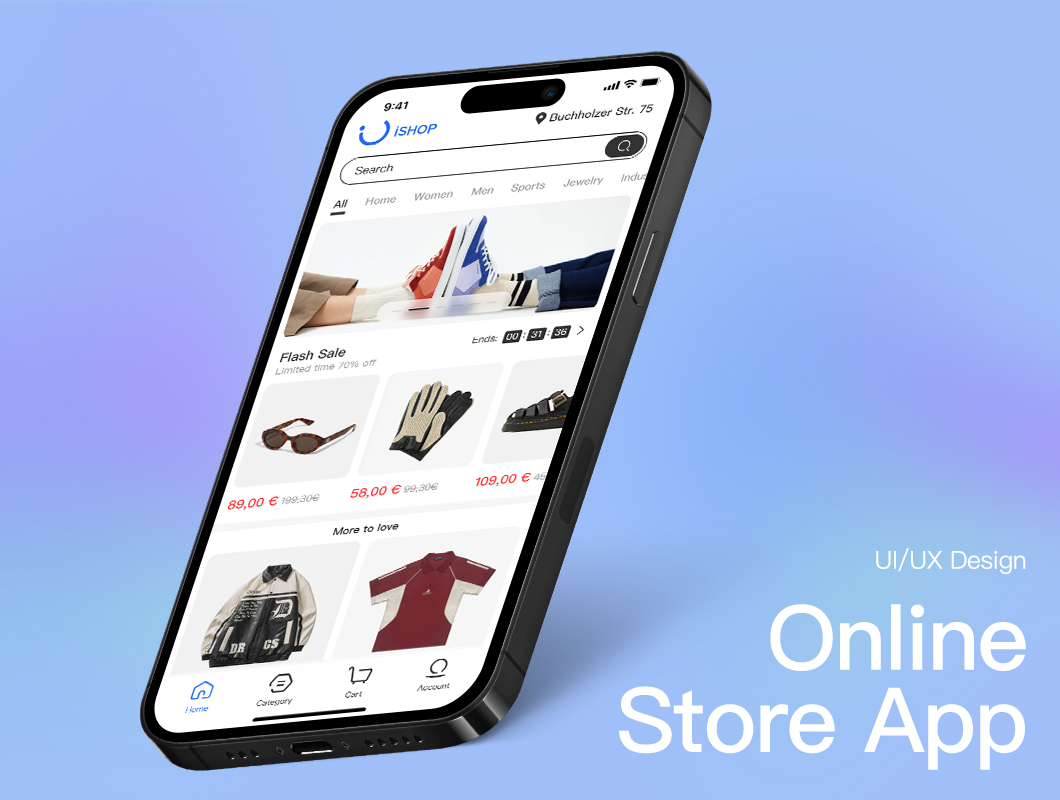 9:41
iSHOP
Buchholzer Str. 75
Search
All Home Women Men Sports Jewelry
Flash Sale
Limited time 70% off
Ends: 00 : 31 : 36
89,00 € 199,30€
58,00 € 99,30€
109,00 €
More to love
D
DR GS
Home
Category
Cart
Account
UI/UX Design
Online
Store App